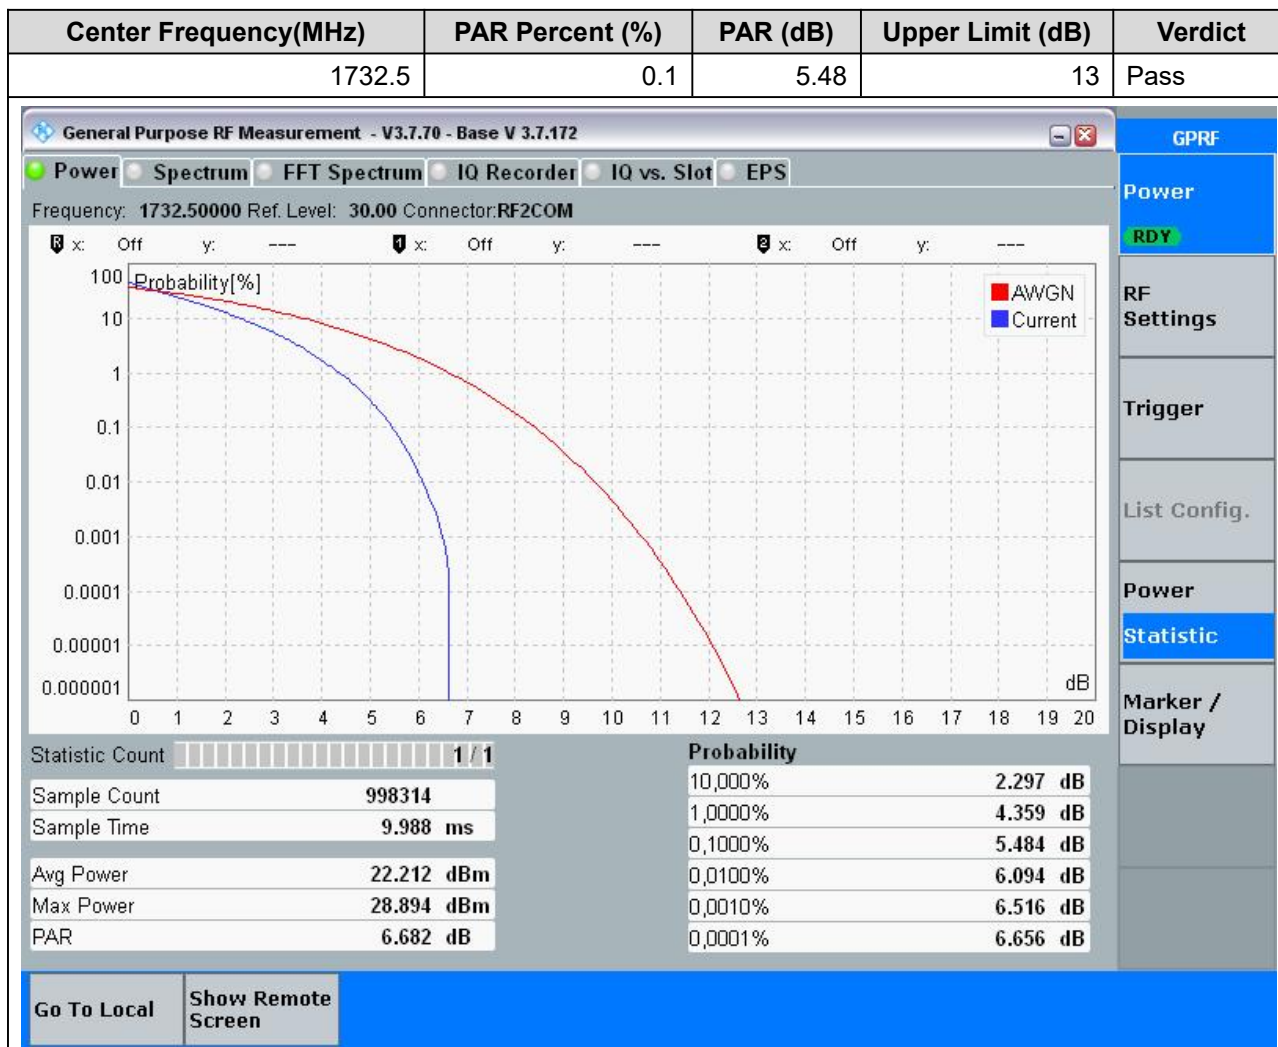 Center Frequency(MHz) PAR Percent (%) PAR (dB) Upper Limit (dB) Verdict
1732.5 0.1 5.48 13 Pass
General Purpose RF Measurement - V3.7.70 - Base V 3.7.172
GPRF
Power Spectrum FFT Spectrum IQ Recorder IQ vs. Slot EPS
Frequency: 1732.50000 Ref. Level: 30.00 Connector:RF2COM
R x: Off y: --- 1 x: Off y: --- 2 x: Off y: ---
Probability[%]
AWGN
Current
100
10
1
0.1
0.01
0.001
0.0001
0.00001
0.000001
dB
0 1 2 3 4 5 6 7 8 9 10 11 12 13 14 15 16 17 18 19 20
Statistic Count 1 / 1
Sample Count 998314
Sample Time 9.988 ms
Avg Power 22.212 dBm
Max Power 28.894 dBm
PAR 6.682 dB
Probability
10,000% 2.297 dB
1,0000% 4.359 dB
0,1000% 5.484 dB
0,0100% 6.094 dB
0,0010% 6.516 dB
0,0001% 6.656 dB
Power
RDY
RF
Settings
Trigger
List Config.
Power
Statistic
Marker /
Display
Go To Local
Show Remote
Screen